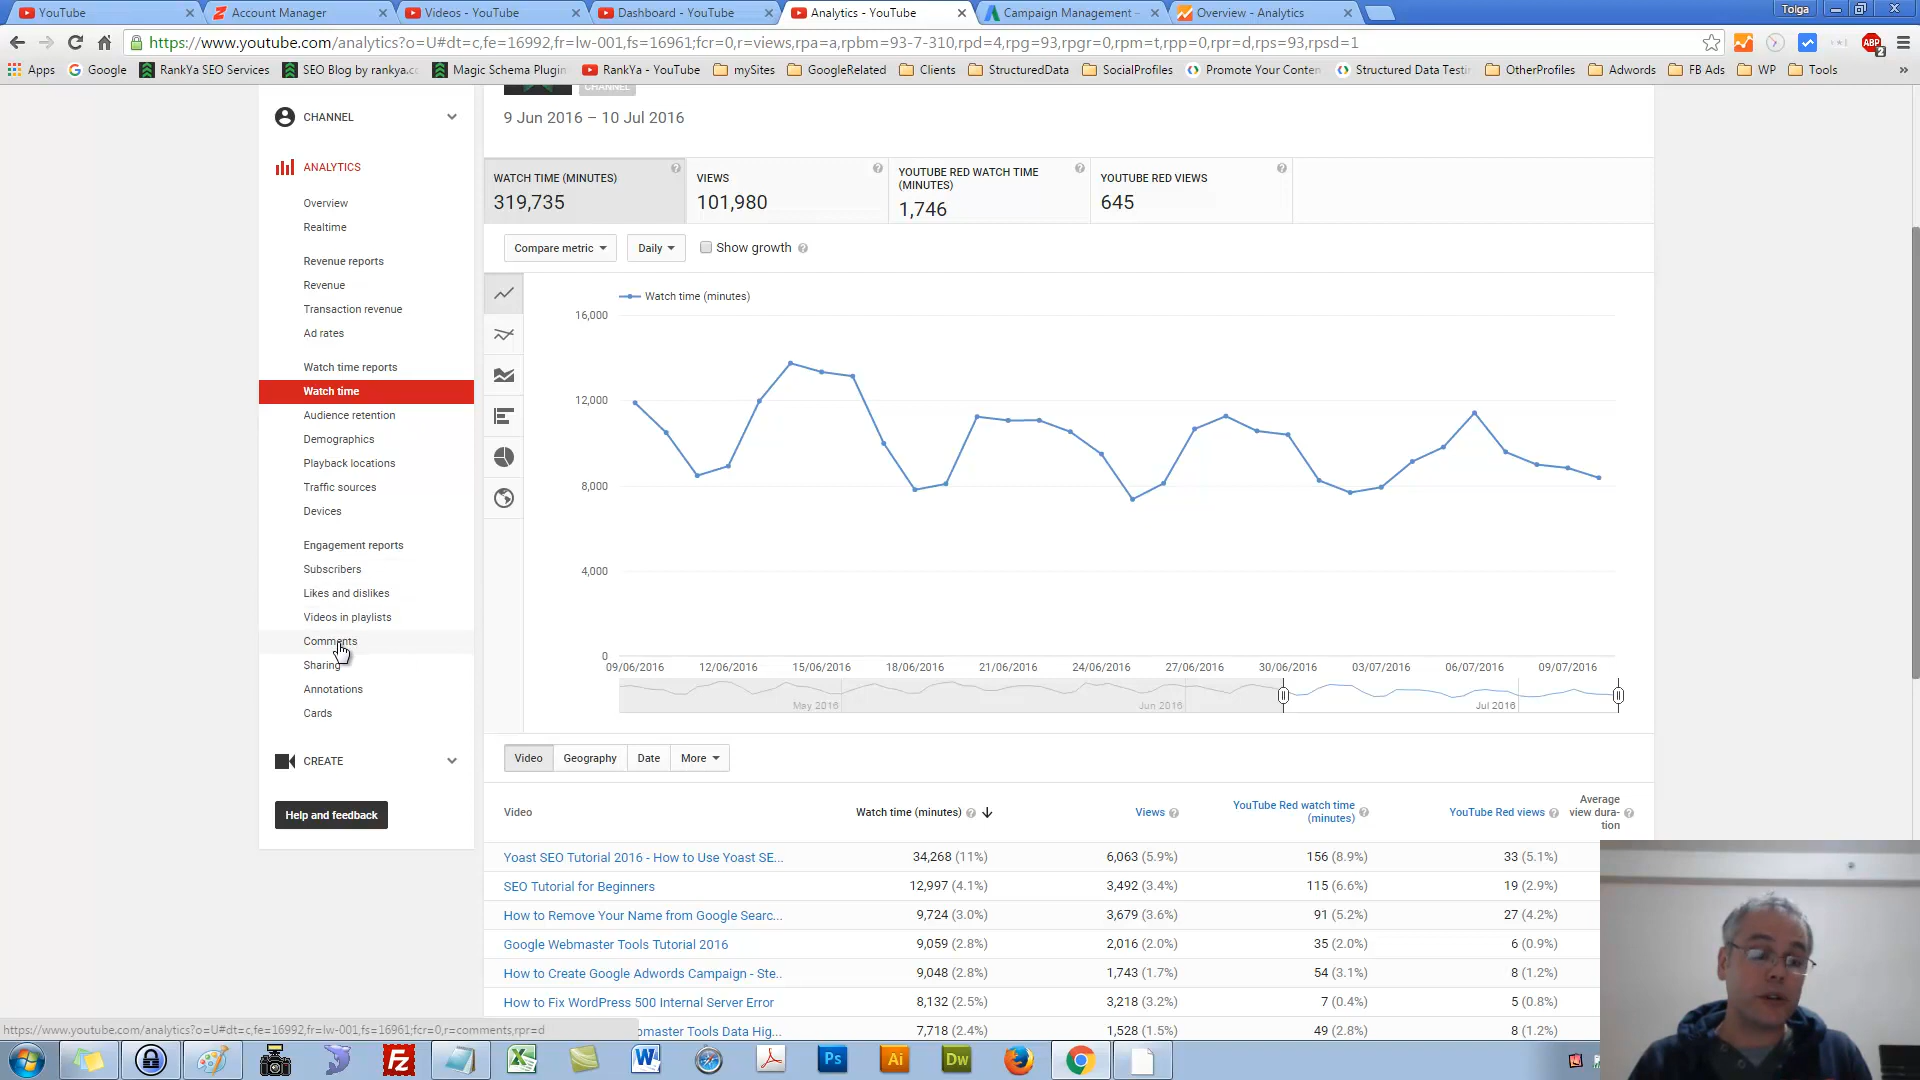 YouTube
Account Manager
Videos - YouTube
Dashboard - YouTube
Analytics - YouTube
Campaign Management -
Overview - Analytics
Tolga
https://www.youtube.com/analytics?o=U#dt=c,fe=16992,fr=lw-001,fs=16961;fcr=0,r=views,rpa=a,rpbm=93-7-310,rpd=4,rpg=93,rpgr=0,rpm=t,rpp=0,rpr=d,rps=93,rpsd=1
ABP
2
Apps
Google
RankYa SEO Services
SEO Blog by rankya.cc
Magic Schema Plugin
RankYa - YouTube
mySites
GoogleRelated
Clients
StructuredData
SocialProfiles
Promote Your Conten
Structured Data Testi
OtherProfiles
Adwords
FB Ads
WP
Tools
»
CHANNEL
ANALYTICS
Overview
Realtime
Revenue reports
Revenue
Transaction revenue
Ad rates
Watch time reports
Watch time
Audience retention
Demographics
Playback locations
Traffic sources
Devices
Engagement reports
Subscribers
Likes and dislikes
Videos in playlists
Comments
Sharing
Annotations
Cards
CREATE
Help and feedback
CHANNEL
9 Jun 2016 – 10 Jul 2016
WATCH TIME (MINUTES)
319,735
VIEWS
101,980
YOUTUBE RED WATCH TIME
(MINUTES)
1,746
YOUTUBE RED VIEWS
645
Compare metric
Daily
Show growth
Watch time (minutes)
16,000
12,000
8,000
4,000
0
09/06/2016 12/06/2016 15/06/2016 18/06/2016 21/06/2016 24/06/2016 27/06/2016 30/06/2016 03/07/2016 06/07/2016 09/07/2016
May 2016 Jun 2016 Jul 2016
Video Geography Date More
Video
Watch time (minutes)
Views
YouTube Red watch time
(minutes)
YouTube Red views
Average
view dura-
tion
Yoast SEO Tutorial 2016 - How to Use Yoast SE... 34,268 (11%) 6,063 (5.9%) 156 (8.9%) 33 (5.1%)
SEO Tutorial for Beginners 12,997 (4.1%) 3,492 (3.4%) 115 (6.6%) 19 (2.9%)
How to Remove Your Name from Google Searc... 9,724 (3.0%) 3,679 (3.6%) 91 (5.2%) 27 (4.2%)
Google Webmaster Tools Tutorial 2016 9,059 (2.8%) 2,016 (2.0%) 35 (2.0%) 6 (0.9%)
How to Create Google Adwords Campaign - Ste.. 9,048 (2.8%) 1,743 (1.7%) 54 (3.1%) 8 (1.2%)
How to Fix WordPress 500 Internal Server Error 8,132 (2.5%) 3,218 (3.2%) 7 (0.4%) 5 (0.8%)
omaster Tools Data Hig... 7,718 (2.4%) 1,528 (1.5%) 49 (2.8%) 8 (1.2%)
https://www.youtube.com/analytics?o=U#dt=c,fe=16992,fr=lw-001,fs=16961;fcr=0,r=comments,rpr=d
Fz
W
Ps
Ai
Dw